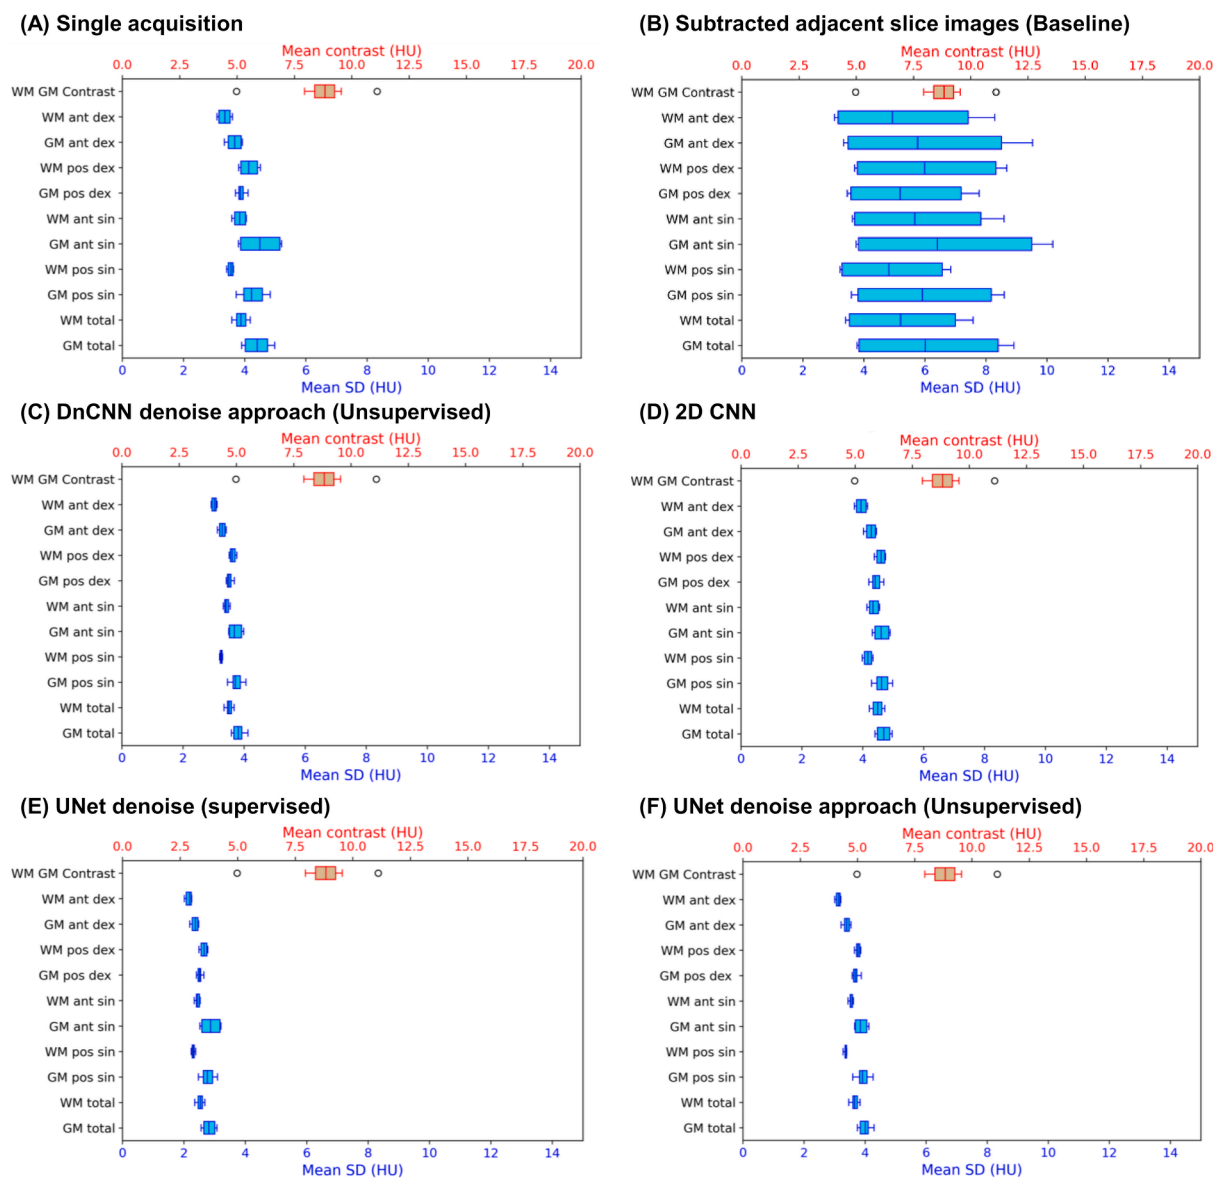 (A) Single acquisition
Mean contrast (HU)
0.0 2.5 5.0 7.5 10.0 12.5 15.0 17.5 20.0
WM GM Contrast
WM ant dex
GM ant dex
WM pos dex
GM pos dex
WM ant sin
GM ant sin
WM pos sin
GM pos sin
WM total
GM total
0 2 4 6 8 10 12 14
Mean SD (HU)
(B) Subtracted adjacent slice images (Baseline)
Mean contrast (HU)
0.0 2.5 5.0 7.5 10.0 12.5 15.0 17.5 20.0
WM GM Contrast
WM ant dex
GM ant dex
WM pos dex
GM pos dex
WM ant sin
GM ant sin
WM pos sin
GM pos sin
WM total
GM total
0 2 4 6 8 10 12 14
Mean SD (HU)
(C) DnCNN denoise approach (Unsupervised)
Mean contrast (HU)
0.0 2.5 5.0 7.5 10.0 12.5 15.0 17.5 20.0
WM GM Contrast
WM ant dex
GM ant dex
WM pos dex
GM pos dex
WM ant sin
GM ant sin
WM pos sin
GM pos sin
WM total
GM total
0 2 4 6 8 10 12 14
Mean SD (HU)
(D) 2D CNN
Mean contrast (HU)
0.0 2.5 5.0 7.5 10.0 12.5 15.0 17.5 20.0
WM GM Contrast
WM ant dex
GM ant dex
WM pos dex
GM pos dex
WM ant sin
GM ant sin
WM pos sin
GM pos sin
WM total
GM total
0 2 4 6 8 10 12 14
Mean SD (HU)
(E) UNet denoise (supervised)
Mean contrast (HU)
0.0 2.5 5.0 7.5 10.0 12.5 15.0 17.5 20.0
WM GM Contrast
WM ant dex
GM ant dex
WM pos dex
GM pos dex
WM ant sin
GM ant sin
WM pos sin
GM pos sin
WM total
GM total
0 2 4 6 8 10 12 14
Mean SD (HU)
(F) UNet denoise approach (Unsupervised)
Mean contrast (HU)
0.0 2.5 5.0 7.5 10.0 12.5 15.0 17.5 20.0
WM GM Contrast
WM ant dex
GM ant dex
WM pos dex
GM pos dex
WM ant sin
GM ant sin
WM pos sin
GM pos sin
WM total
GM total
0 2 4 6 8 10 12 14
Mean SD (HU)